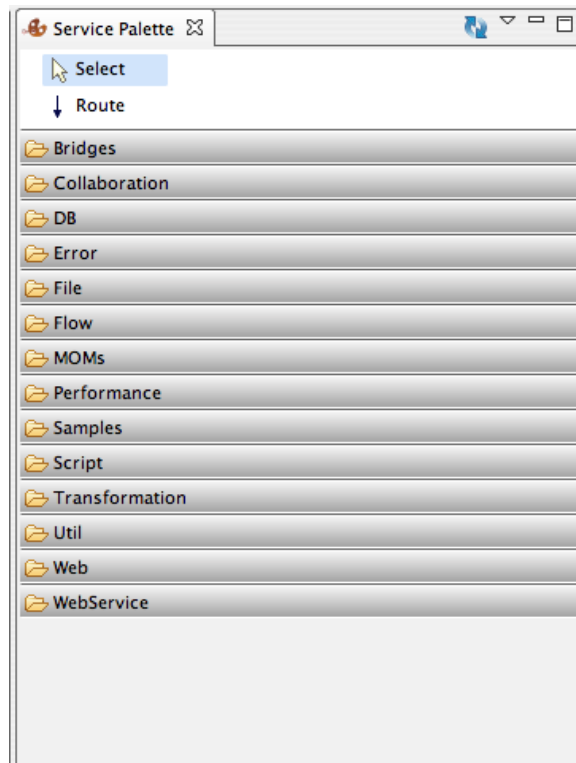 Service Palette
Select
Route
Bridges
Collaboration
DB
Error
File
Flow
MOMs
Performance
Samples
Script
Transformation
Util
Web
WebService